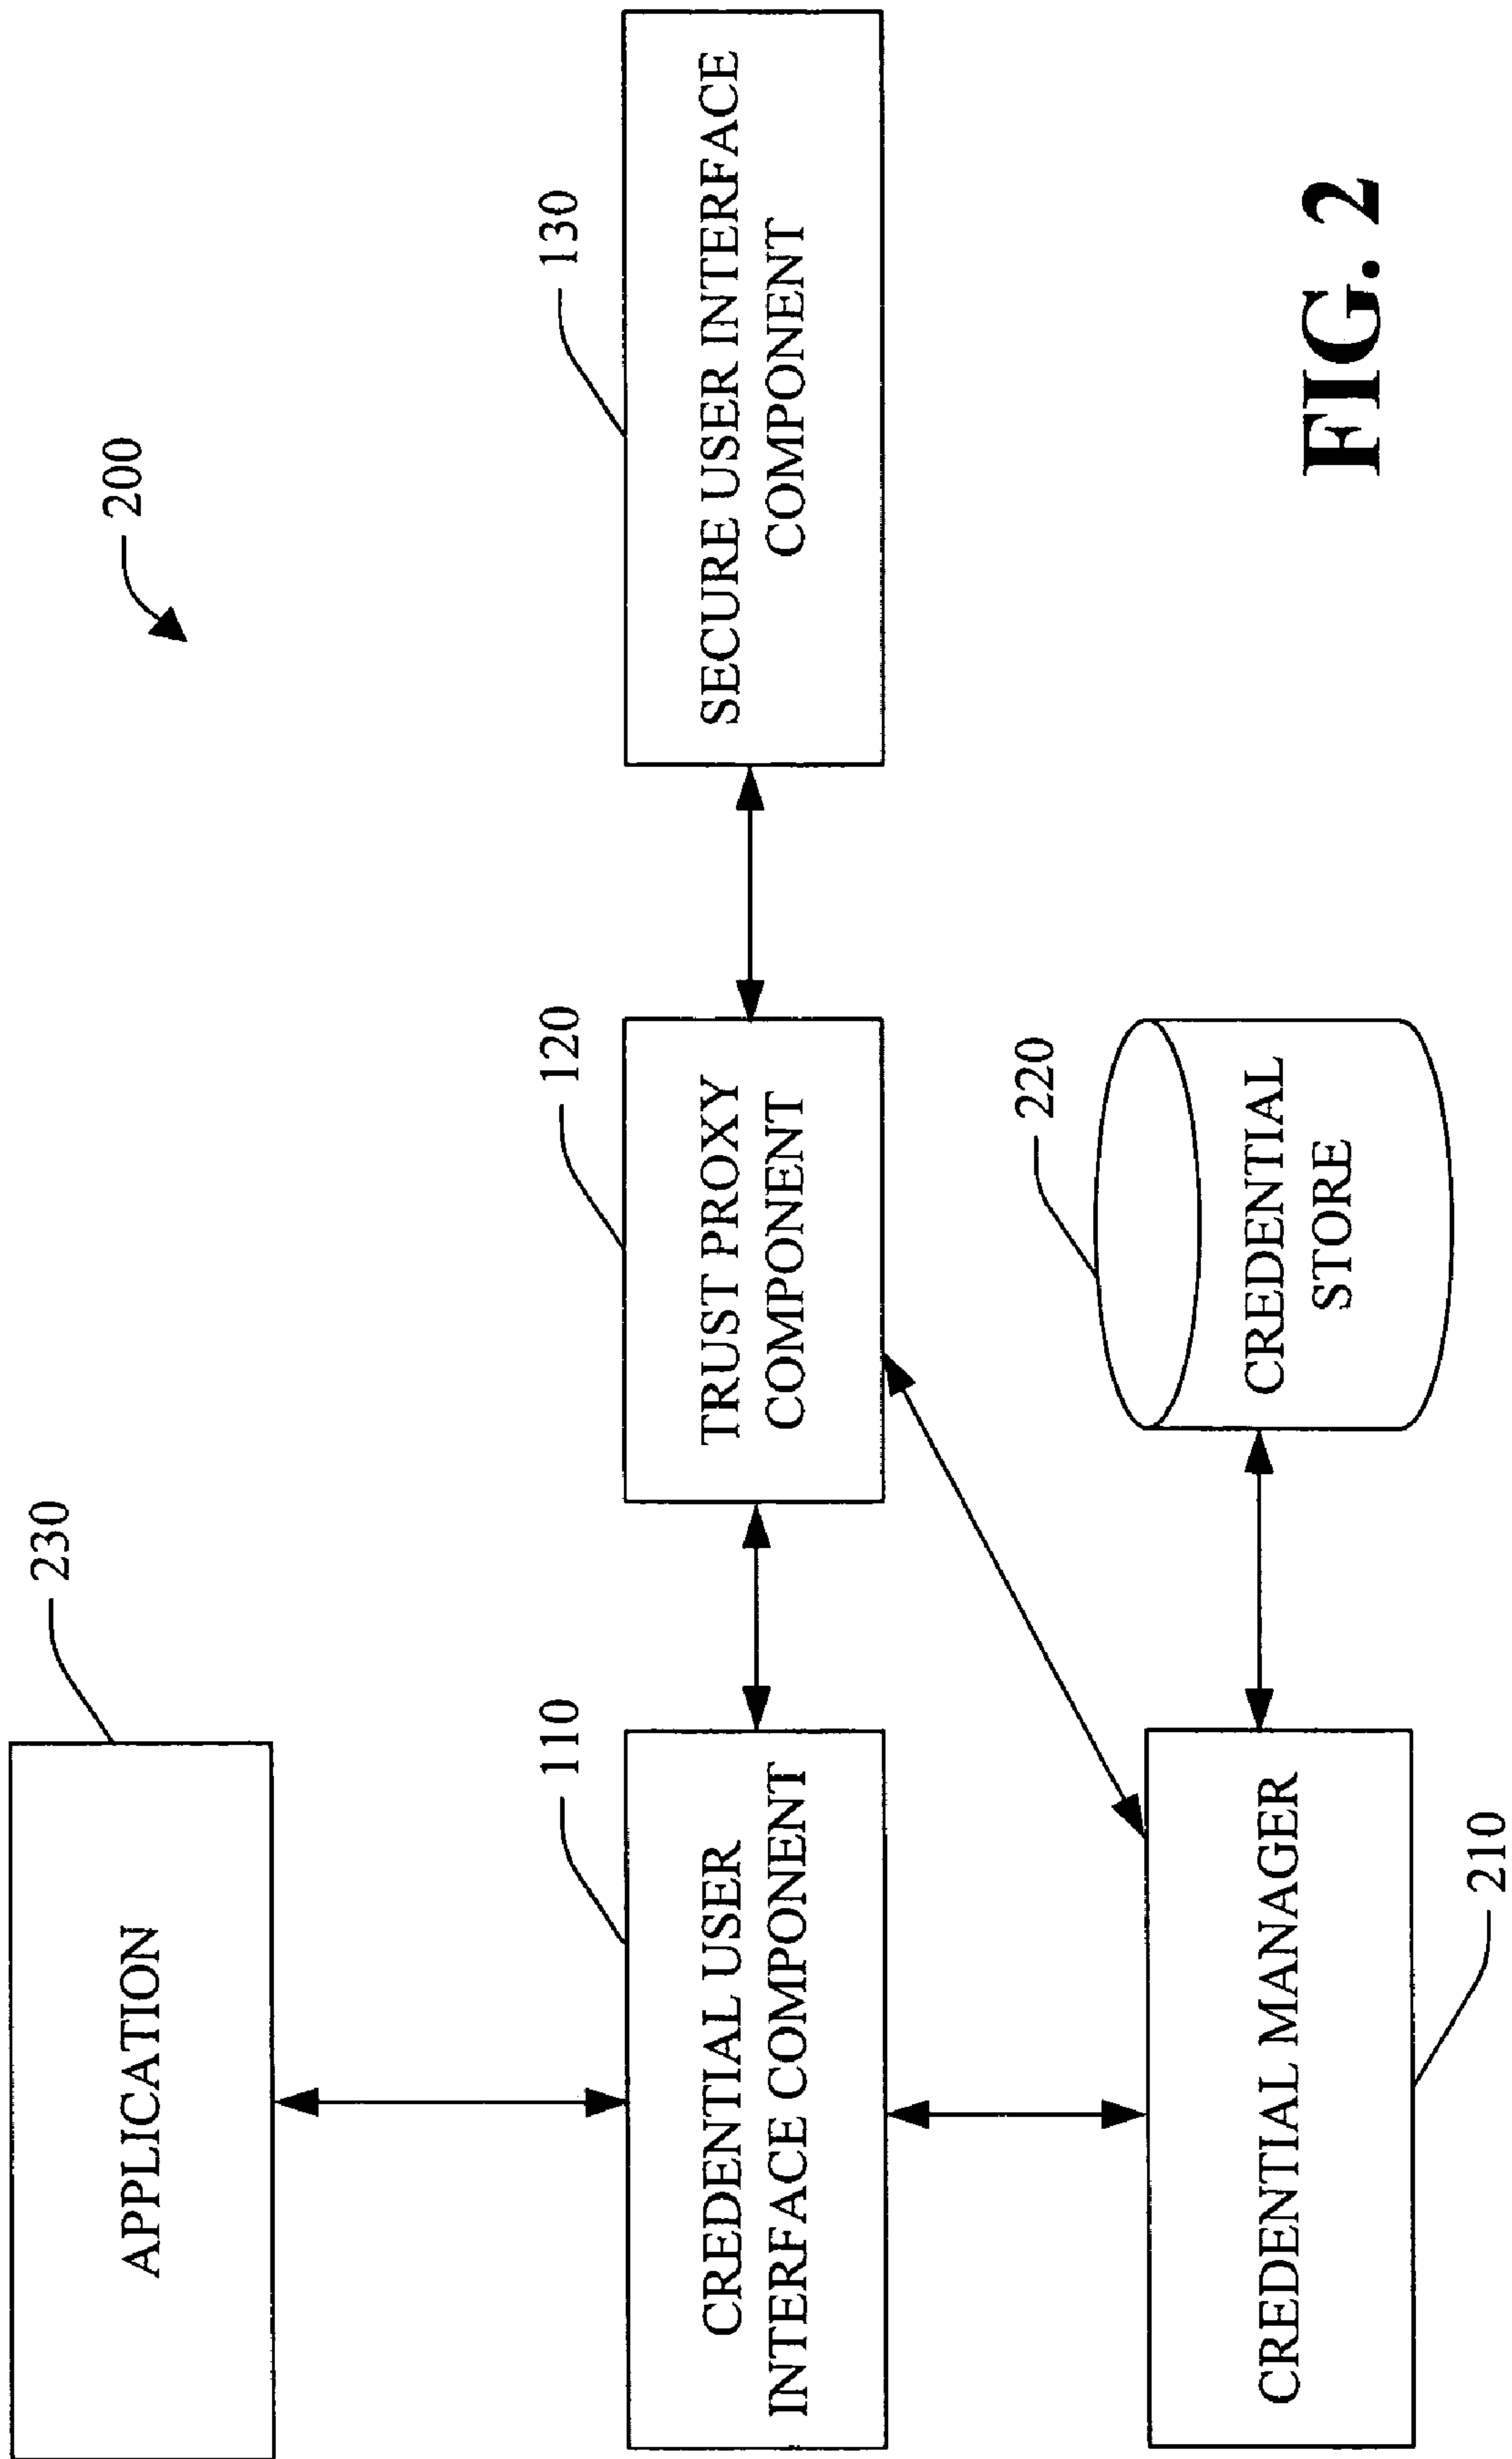 200
230
APPLICATION
110
CREDENTIAL USER
INTERFACE COMPONENT
120
TRUST PROXY
COMPONENT
130
SECURE USER INTERFACE
COMPONENT
CREDENTIAL MANAGER
210
220
CREDENTIAL
STORE
FIG. 2